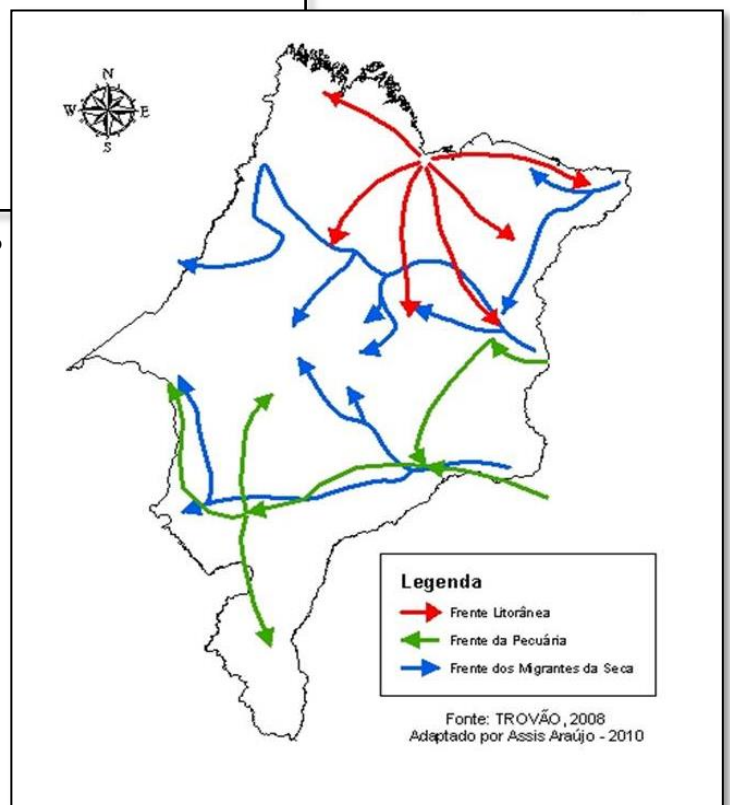 N
W E
S
Legenda
Frente Litorânea
Frente da Pecuária
Frente dos Migrantes da Seca
Fonte: TROVÃO, 2008
Adaptado por Assis Araújo - 2010